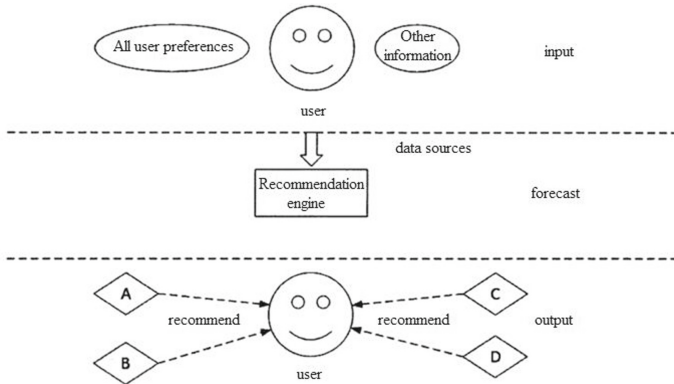 All user preferences
Other
information
input
user
data sources
Recommendation
engine
forecast
A
C
recommend
recommend
output
B
D
user